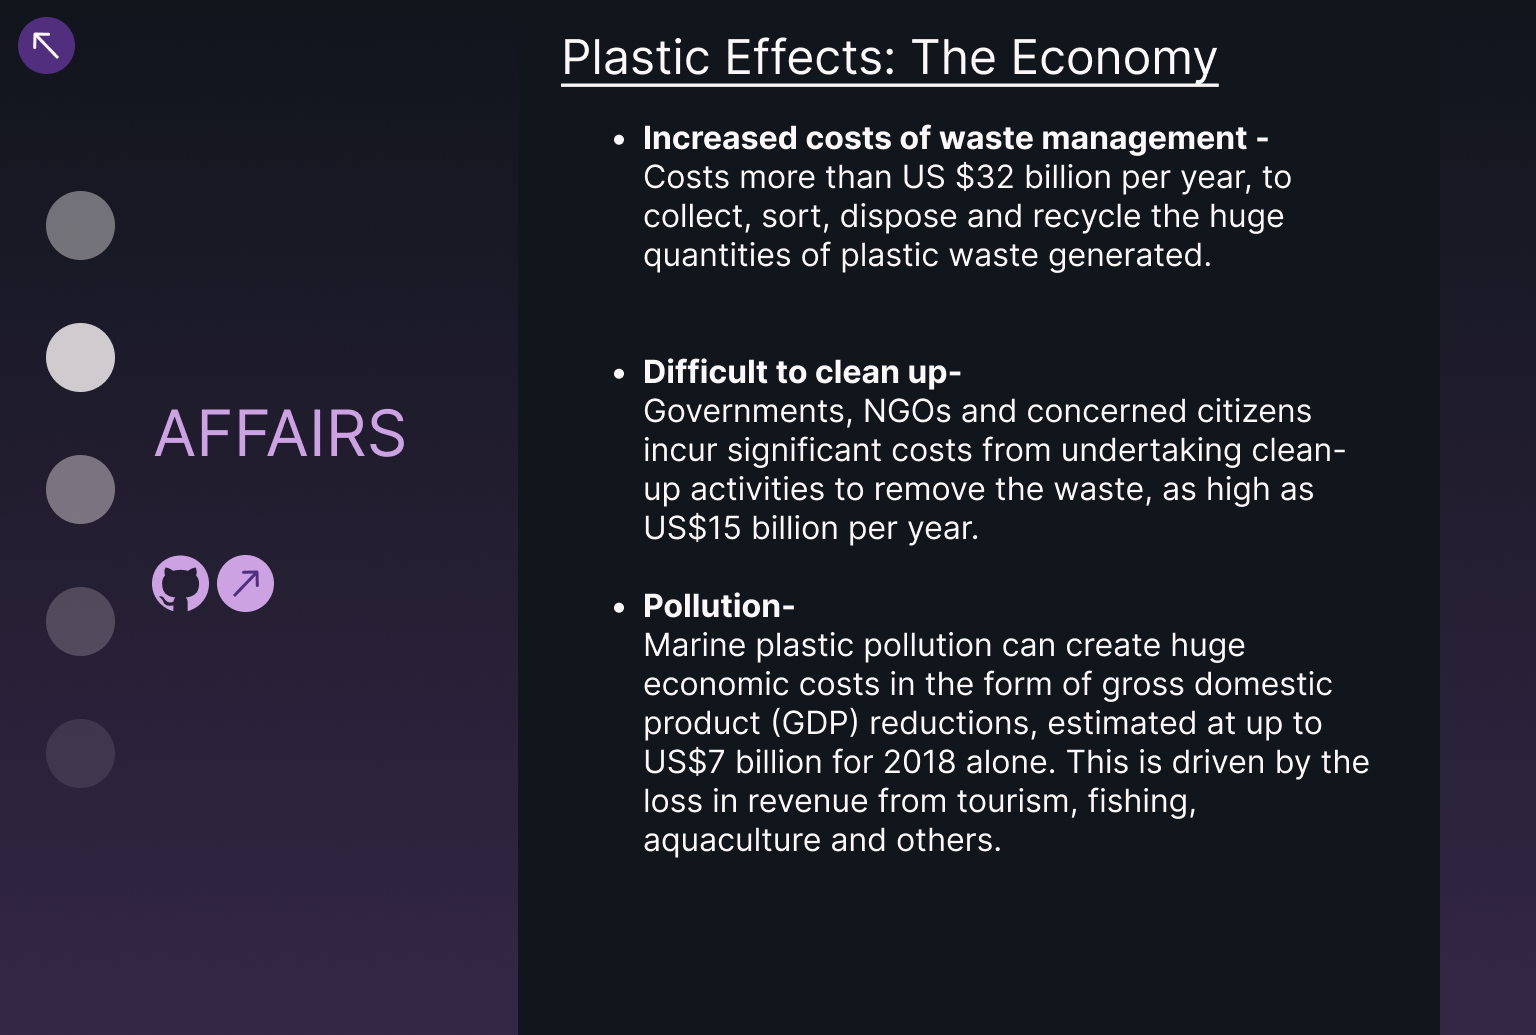 Plastic Effects: The Economy
• Increased costs of waste management -
Costs more than US $32 billion per year, to
collect, sort, dispose and recycle the huge
quantities of plastic waste generated.
• Difficult to clean up-
Governments, NGOs and concerned citizens
incur significant costs from undertaking clean-
up activities to remove the waste, as high as
US$15 billion per year.
• Pollution-
Marine plastic pollution can create huge
economic costs in the form of gross domestic
product (GDP) reductions, estimated at up to
US$7 billion for 2018 alone. This is driven by the
loss in revenue from tourism, fishing,
aquaculture and others.
AFFAIRS